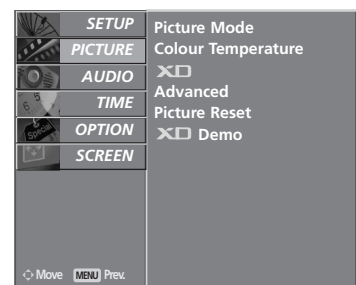 SETUP
PICTURE
AUDIO
TIME
OPTION
SCREEN
Picture Mode
Colour Temperature
XD
Advanced
Picture Reset
XD Demo
Move MENU Prev.